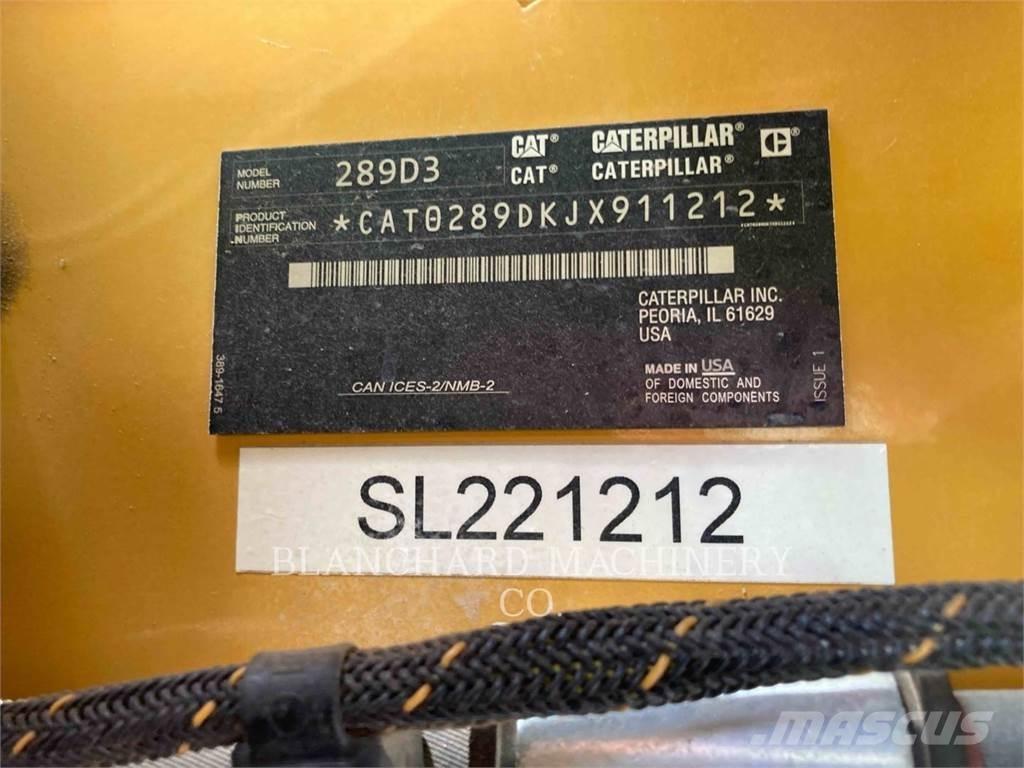 MODEL NUMBER 289D3 CAT® CATERPILLAR® C®
CAT® CATERPILLAR®
PRODUCT IDENTIFICATION NUMBER *CAT0289DKJX911212*
CATERPILLAR INC.
PEORIA, IL 61629
USA
MADE IN USA
OF DOMESTIC AND
FOREIGN COMPONENTS
CAN ICES-2/NMB-2
389-1647 5
ISSUE 1
SL221212
BLANCHARD MACHINERY
CO.
MASCUS